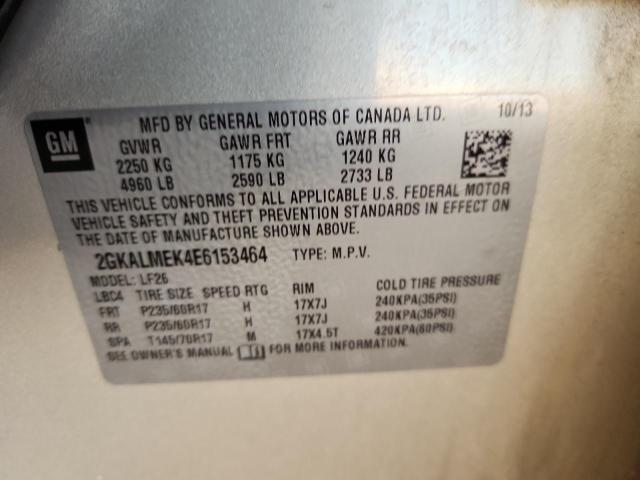 GM
MFD BY GENERAL MOTORS OF CANADA LTD. 10/13
GVWR GAWR FRT GAWR RR
2250 KG 1175 KG 1240 KG
4960 LB 2590 LB 2733 LB
THIS VEHICLE CONFORMS TO ALL APPLICABLE U.S. FEDERAL MOTOR
VEHICLE SAFETY AND THEFT PREVENTION STANDARDS IN EFFECT ON
THE DATE OF MANUFACTURE SHOWN ABOVE.
2GKALMEK4E6153464 TYPE: M.P.V.
MODEL: LF26
LBC4 TIRE SIZE SPEED RTG RIM COLD TIRE PRESSURE
FRT P235/60R17 H 17X7J 240KPA(35PSI)
RR P235/60R17 H 17X7J 240KPA(35PSI)
SPA T145/70R17 M 17X4.5T 420KPA(60PSI)
SEE OWNER'S MANUAL FOR MORE INFORMATION.